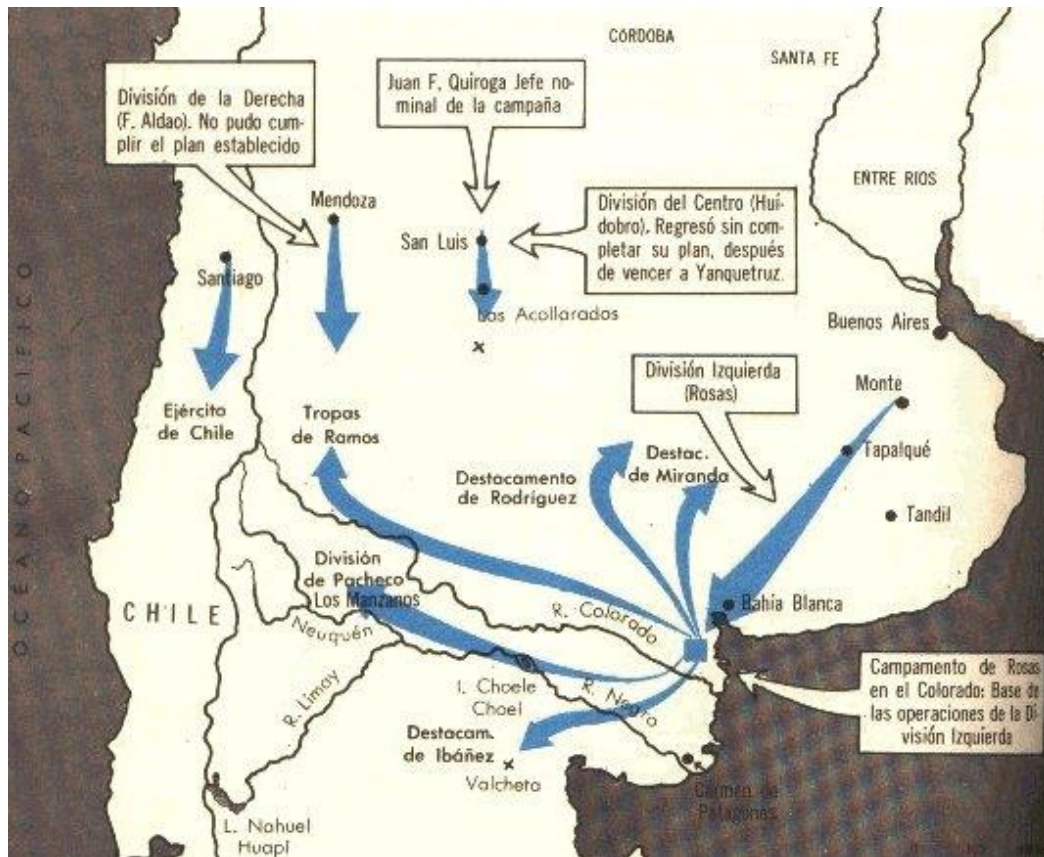 CÓRDOBA
SANTA FE
ENTRE RIOS
División de la Derecha
(F. Aldao). No pudo cum-
plir el plan establecido
Juan F. Quiroga Jefe no-
minal de la campaña
División del Centro (Hui-
dobro). Regresó sin com-
pletar su plan, después
de vencer a Yanquetruz.
Mendoza
San Luis
Santiago
Los Acollarados
Buenos Aires
OCEANO PACIFICO
División Izquierda
(Rosas)
Monte
Ejército
de Chile
Tropas
de Ramos
Destac.
de Miranda
Tapalqué
Destacamento
de Rodríguez
Tandil
División
de Pacheco
Los Manzanos
CHILE
Neuquén
R. Colorado
Bahía Blanca
R. Limay
I. Choele
Choel
R. Negro
Campamento de Rosas
en el Colorado: Base de
las operaciones de la Di-
visión Izquierda
Destacam.
de Ibáñez
Valcheta
Carmen de
Patagones
L. Nahuel
Huapí